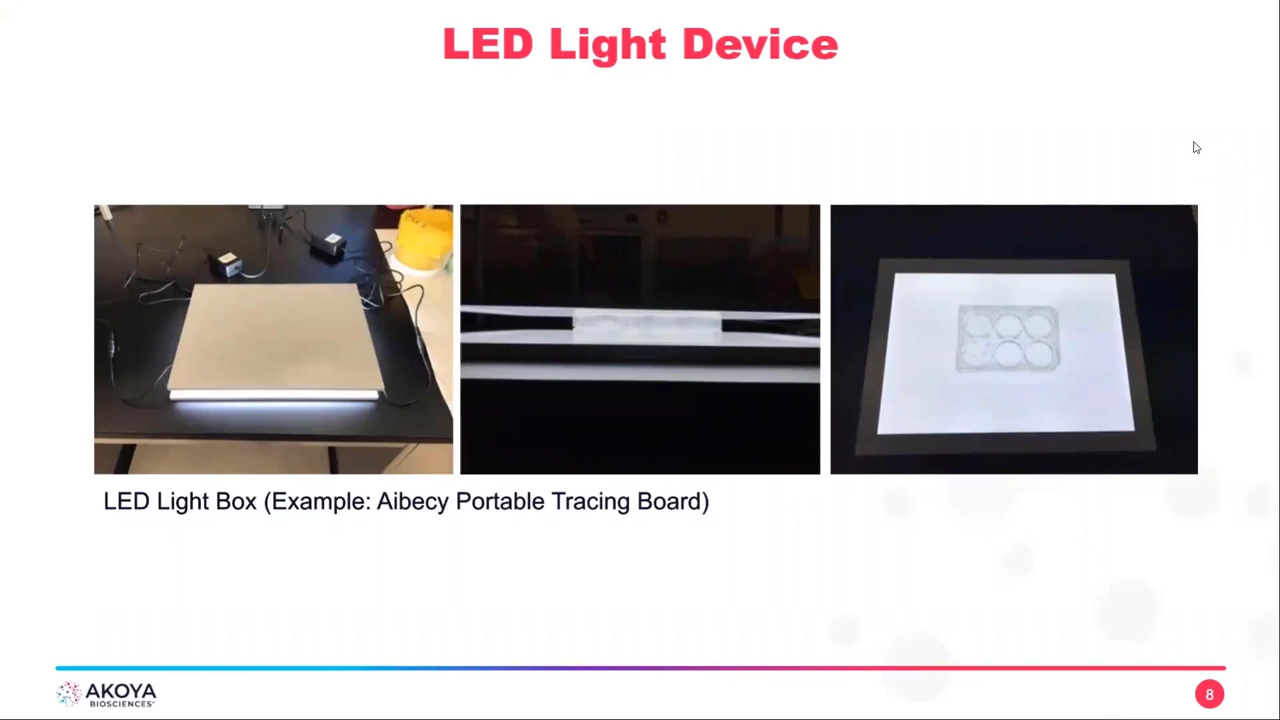 LED Light Device
LED Light Box (Example: Aibecy Portable Tracing Board)
AKOYA
BIOSCIENCES®
8